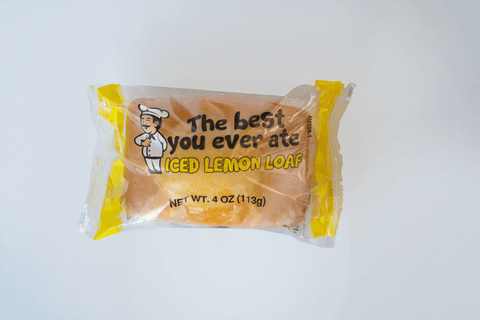 The best
you ever ate
ICED LEMON LOAF
NET WT. 4 OZ (113g)